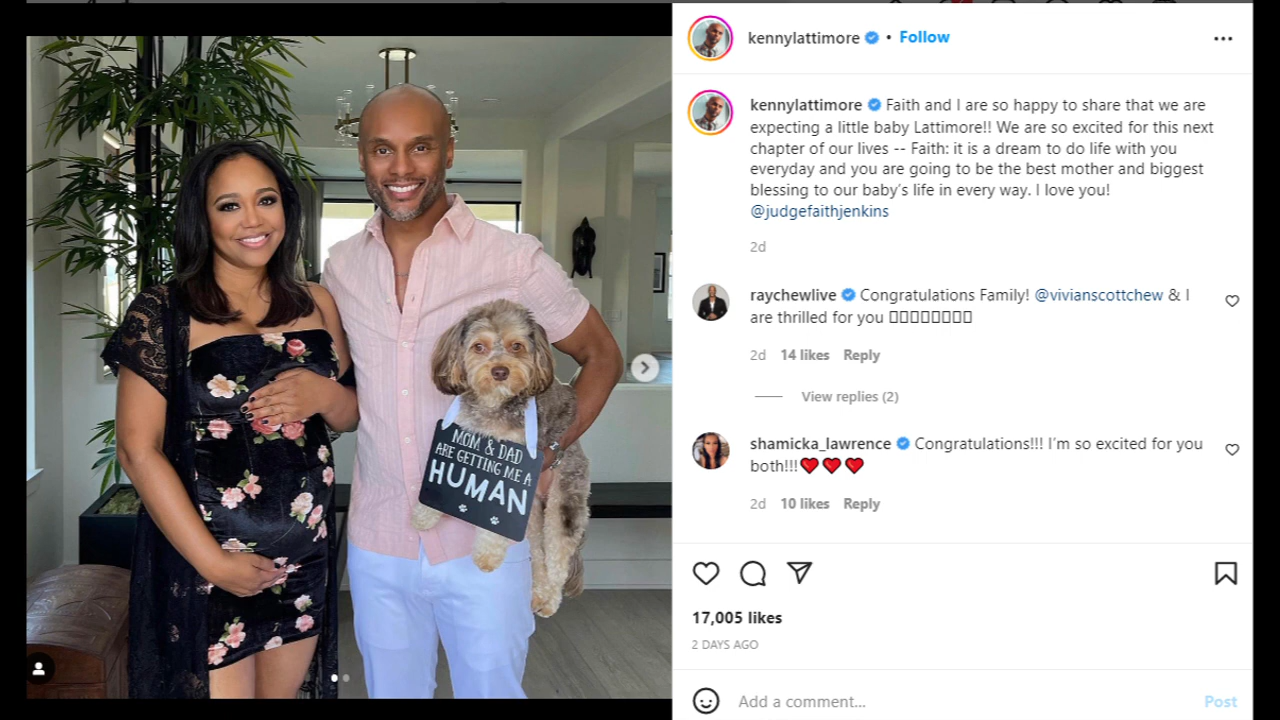 MOM & DAD
ARE GETTING ME A
HUMAN
kennylattimore • Follow
kennylattimore Faith and I are so happy to share that we are
expecting a little baby Lattimore!! We are so excited for this next
chapter of our lives -- Faith: it is a dream to do life with you
everyday and you are going to be the best mother and biggest
blessing to our baby's life in every way. I love you!
@judgefaithjenkins
2d
raychewlive Congratulations Family! @vivianscottchew & I
are thrilled for you
2d 14 likes Reply
View replies (2)
shamicka_lawrence Congratulations!!! I'm so excited for you
both!!!❤️❤️❤️
2d 10 likes Reply
17,005 likes
2 DAYS AGO
Add a comment...
Post